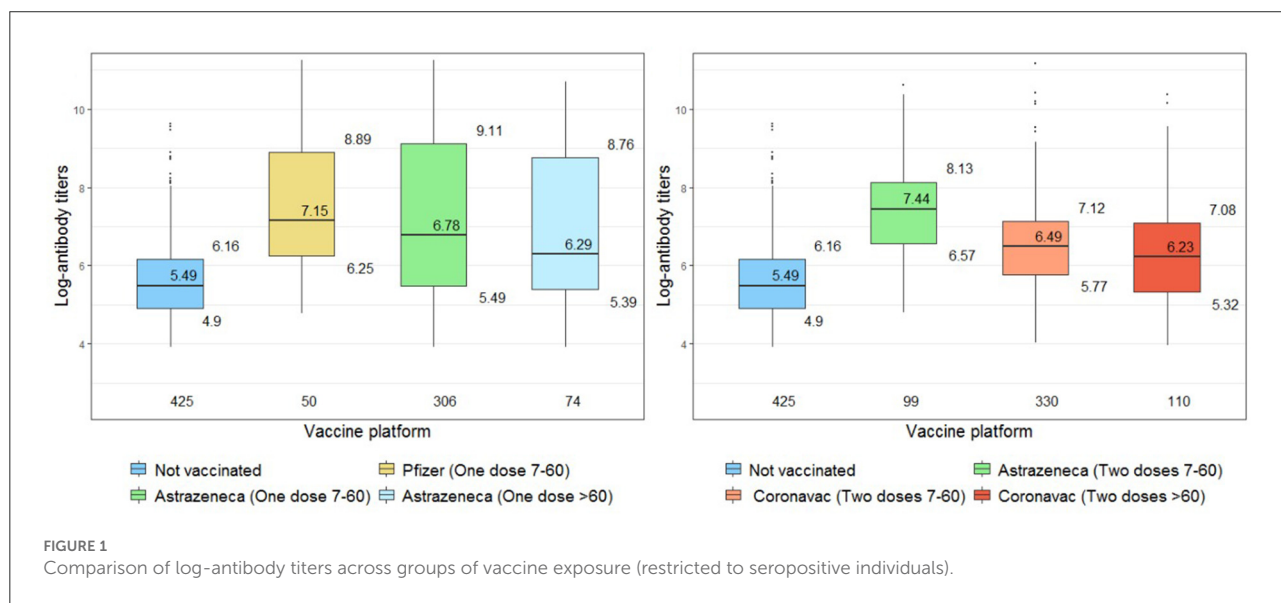 Log-antibody titers
10
8
6
4
6.16
5.49
4.9
8.89
7.15
6.25
9.11
6.78
5.49
8.76
6.29
5.39
425 50 306 74
Vaccine platform
Not vaccinated Pfizer (One dose 7-60)
Astrazeneca (One dose 7-60) Astrazeneca (One dose >60)
Log-antibody titers
10
8
6
4
6.16
5.49
4.9
8.13
7.44
6.57
7.12
6.49
5.77
7.08
6.23
5.32
425 99 330 110
Vaccine platform
Not vaccinated Astrazeneca (Two doses 7-60)
Coronavac (Two doses 7-60) Coronavac (Two doses >60)
FIGURE 1
Comparison of log-antibody titers across groups of vaccine exposure (restricted to seropositive individuals).